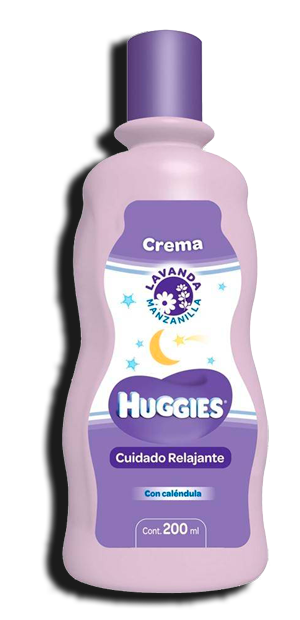 Crema
LAVANDA
MANZANILLA
HUGGIES®
Cuidado Relajante
Con caléndula
Cont. 200 ml